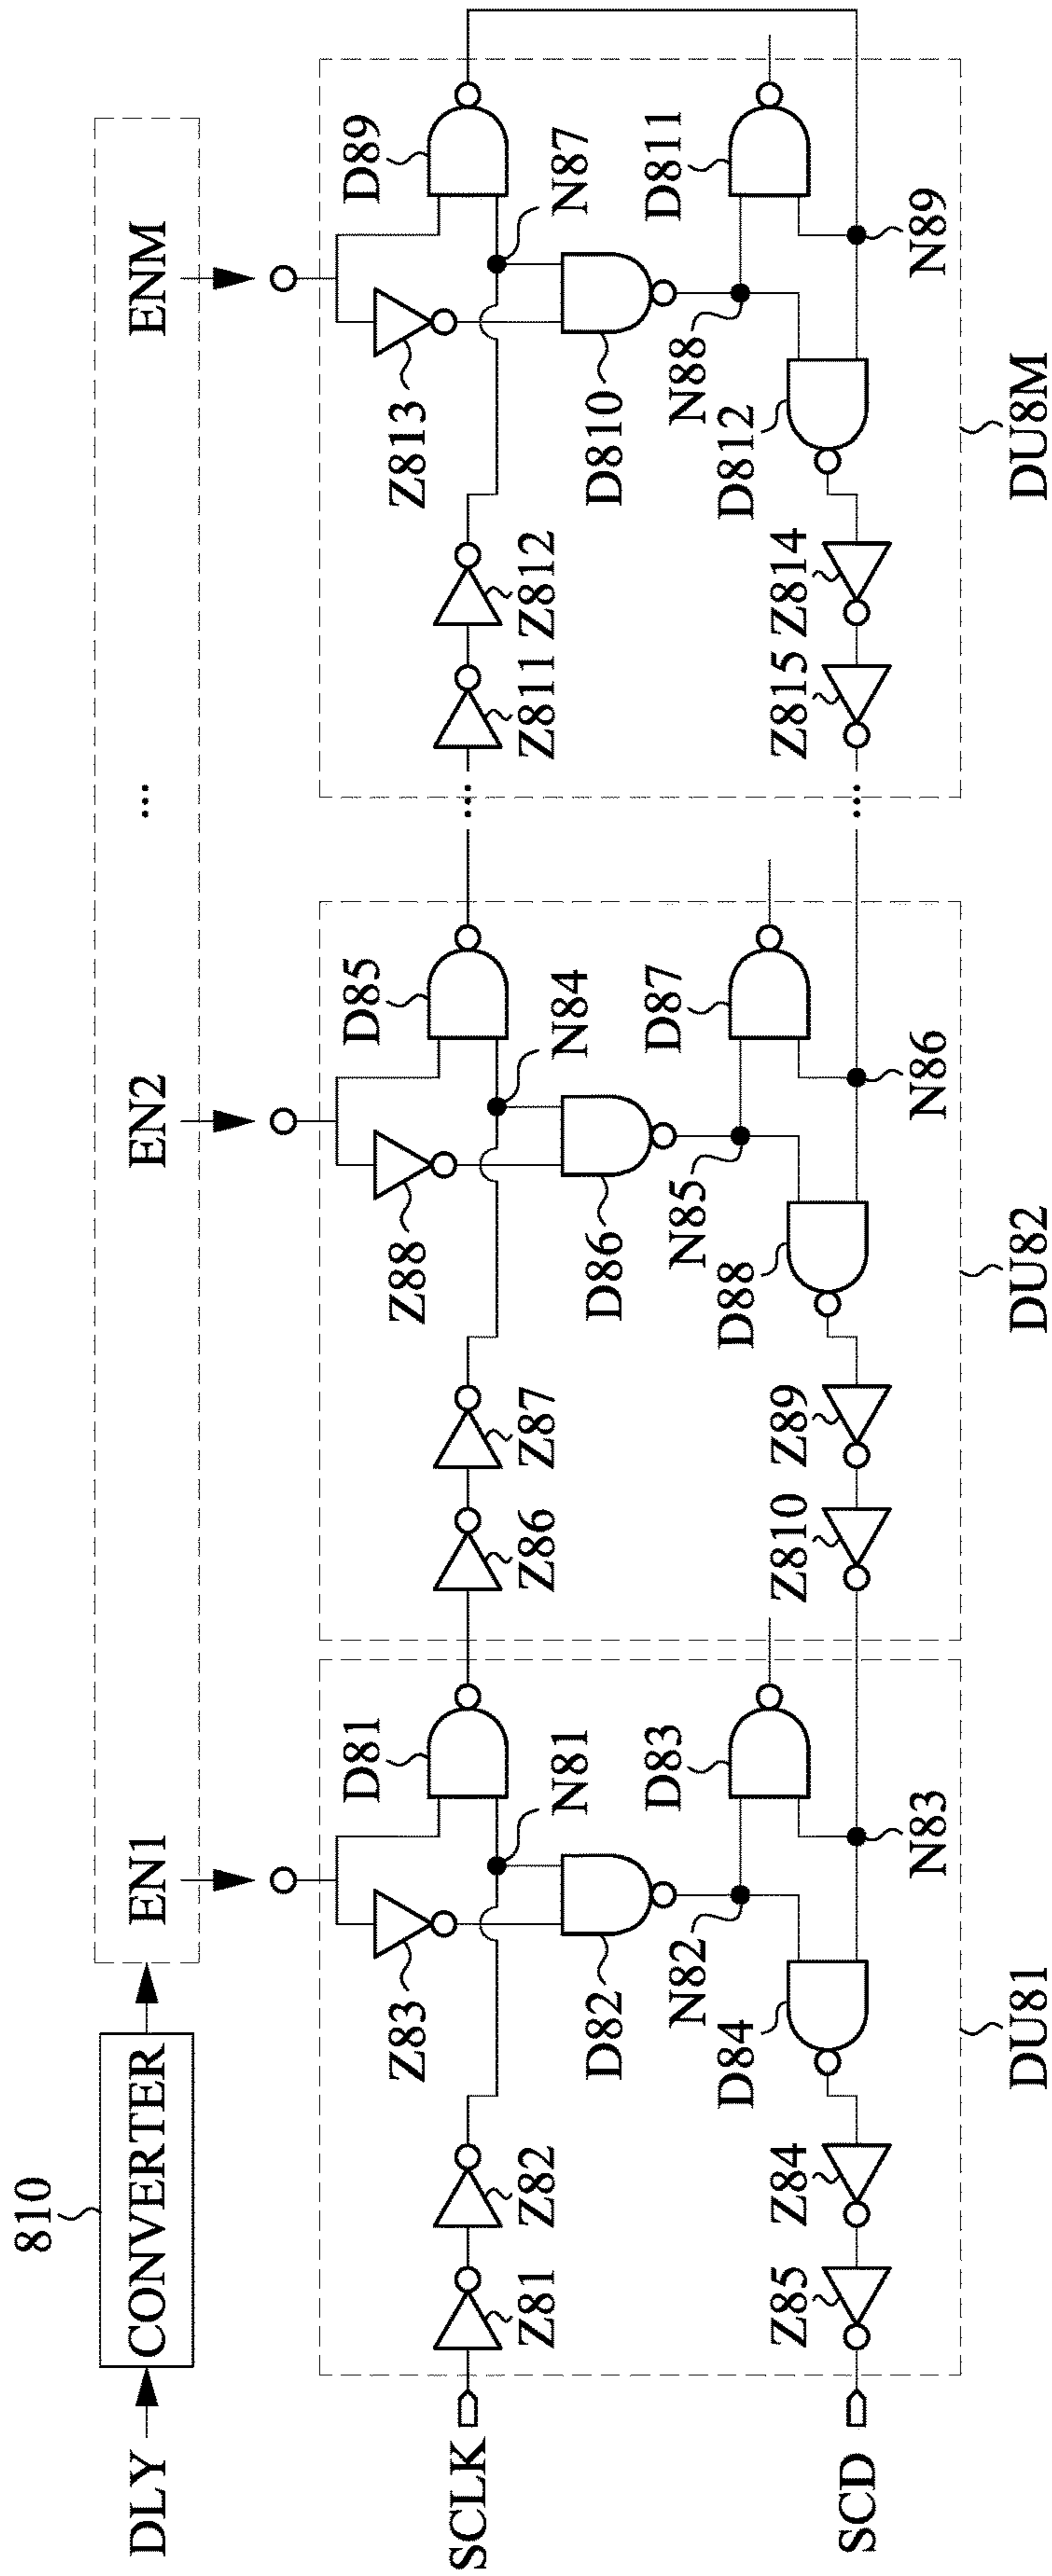 810
DLY
CONVERTER
EN1
EN2
...
ENM
SCLK
Z81
Z82
Z83
D81
N81
D82
N82
D83
D84
N83
Z84
Z85
SCD
DU81
Z86
Z87
Z88
D85
N84
D86
N85
D87
D88
N86
Z89
Z810
DU82
...
...
Z811
Z812
Z813
D89
N87
D810
N88
D811
D812
N89
Z814
Z815
DU8M